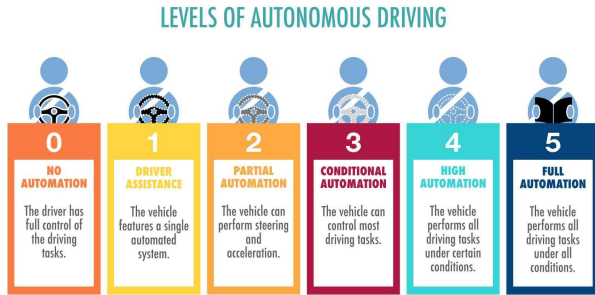 LEVELS OF AUTONOMOUS DRIVING
0
NO
AUTOMATION
The driver has
full control of
the driving
tasks.
1
DRIVER
ASSISTANCE
The vehicle
features a single
automated
system.
2
PARTIAL
AUTOMATION
The vehicle can
perform steering
and
acceleration.
3
CONDITIONAL
AUTOMATION
The vehicle can
control most
driving tasks.
4
HIGH
AUTOMATION
The vehicle
performs all
driving tasks
under certain
conditions.
5
FULL
AUTOMATION
The vehicle
performs all
driving tasks
under all
conditions.